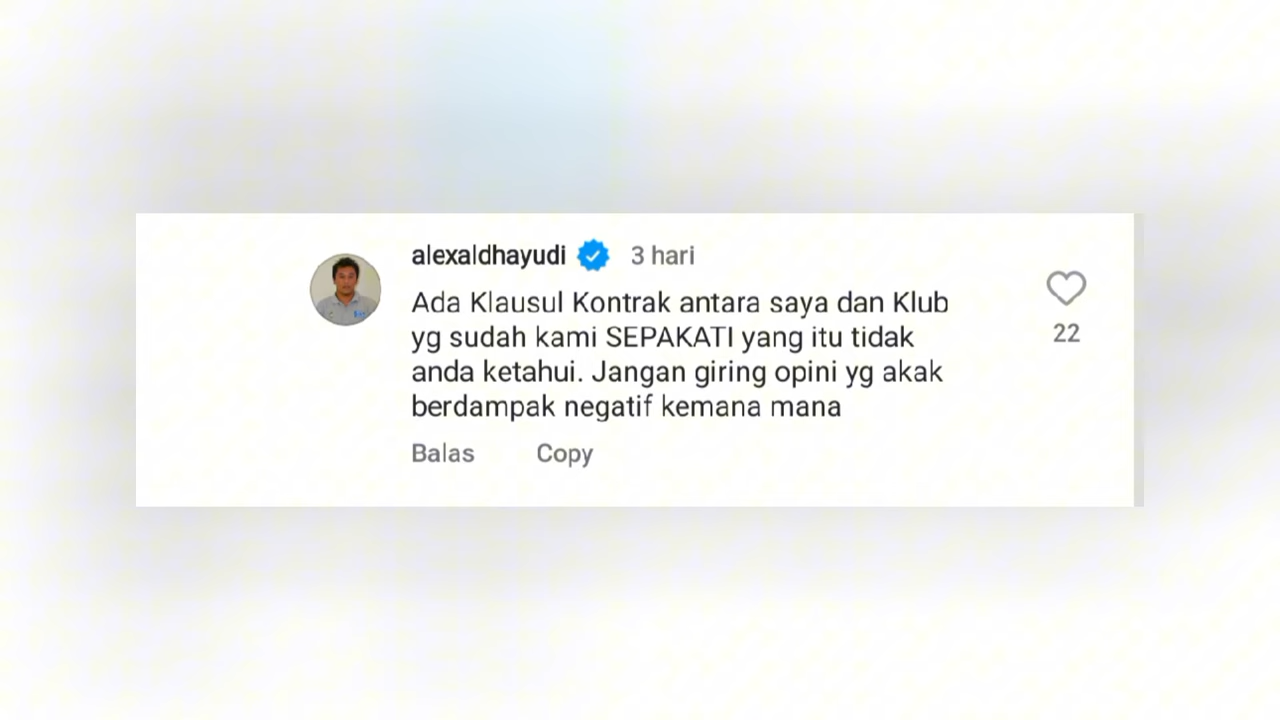 alexaldhayudi 3 hari
Ada Klausul Kontrak antara saya dan Klub
yg sudah kami SEPAKATI yang itu tidak
anda ketahui. Jangan giring opini yg akak
berdampak negatif kemana mana
22
Balas Copy